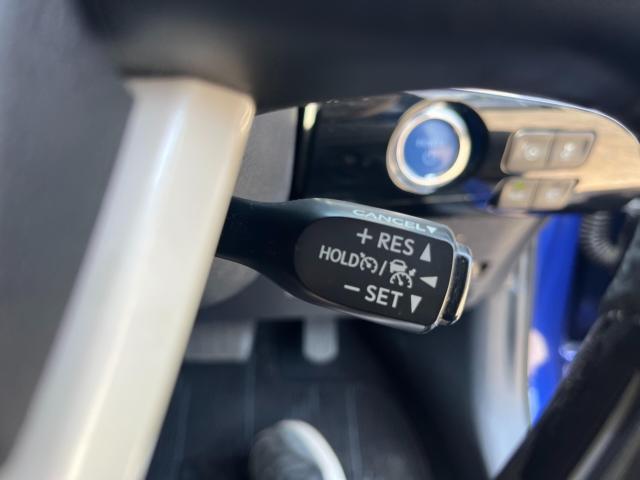 CANCEL▼
+ RES ▲
HOLD / ◀
− SET ▼